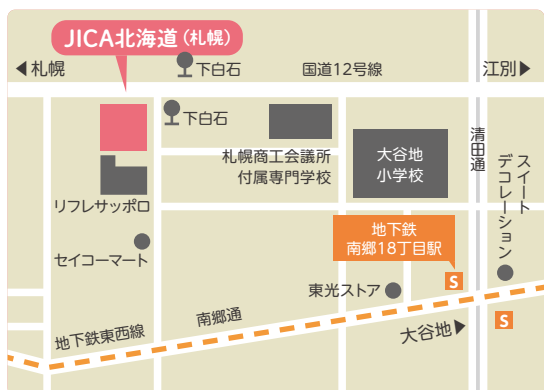 JICA北海道(札幌)
◀札幌
下白石
国道12号線
江別▶
下白石
札幌商工会議所
付属専門学校
大谷地
小学校
清田通
スイート
デコレーション
リフレサッポロ
地下鉄
南郷18丁目駅
セイコーマート
S
東光ストア
南郷通
S
地下鉄東西線
大谷地▶